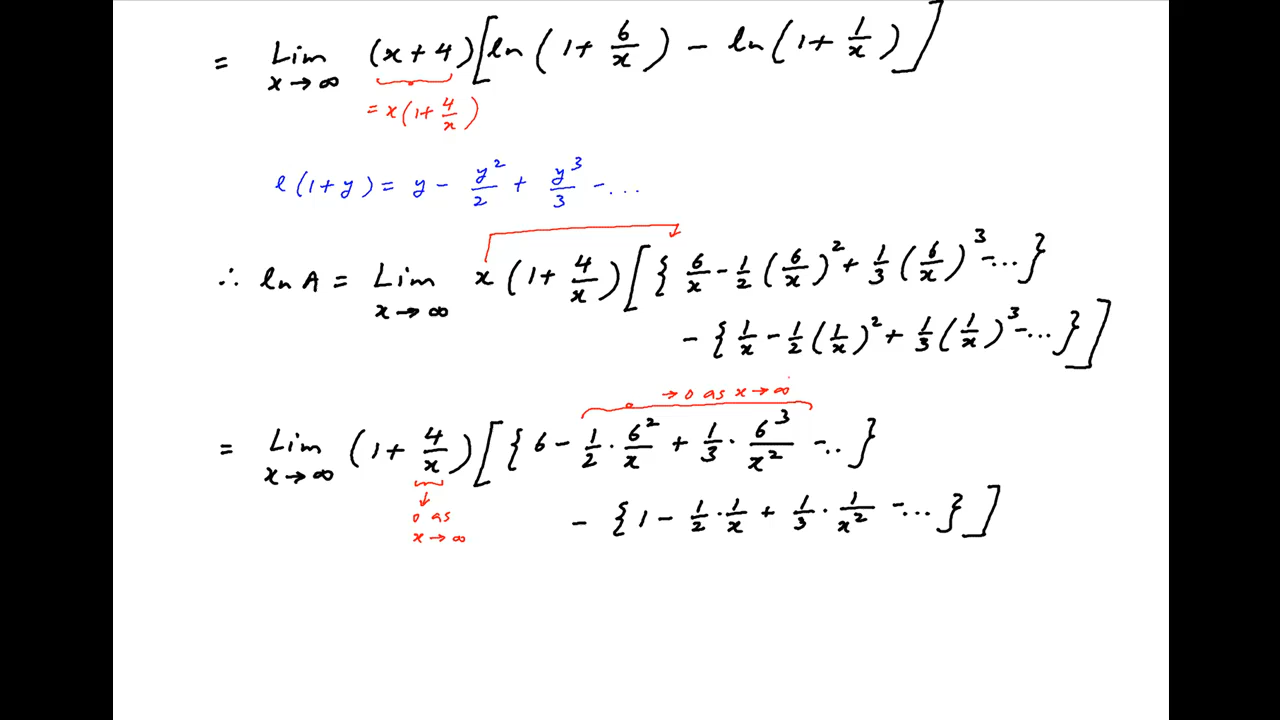 = Lim x→∞ (x+4)[ln(1+6/x) − ln(1+1/x)]
= x(1+4/x)
l(1+y) = y − y²/2 + y³/3 − ...
∴ ln A = Lim x→∞ x(1+4/x)[{6/x − 1/2(6/x)² + 1/3(6/x)³ − ...}
− {1/x − 1/2(1/x)² + 1/3(1/x)³ − ...}]
→ 0 as x→∞
= Lim x→∞ (1+4/x)[{6 − 1/2 · 6²/x + 1/3 · 6³/x² − ...}
− {1 − 1/2 · 1/x + 1/3 · 1/x² − ...}]
↓
0 as
x→∞